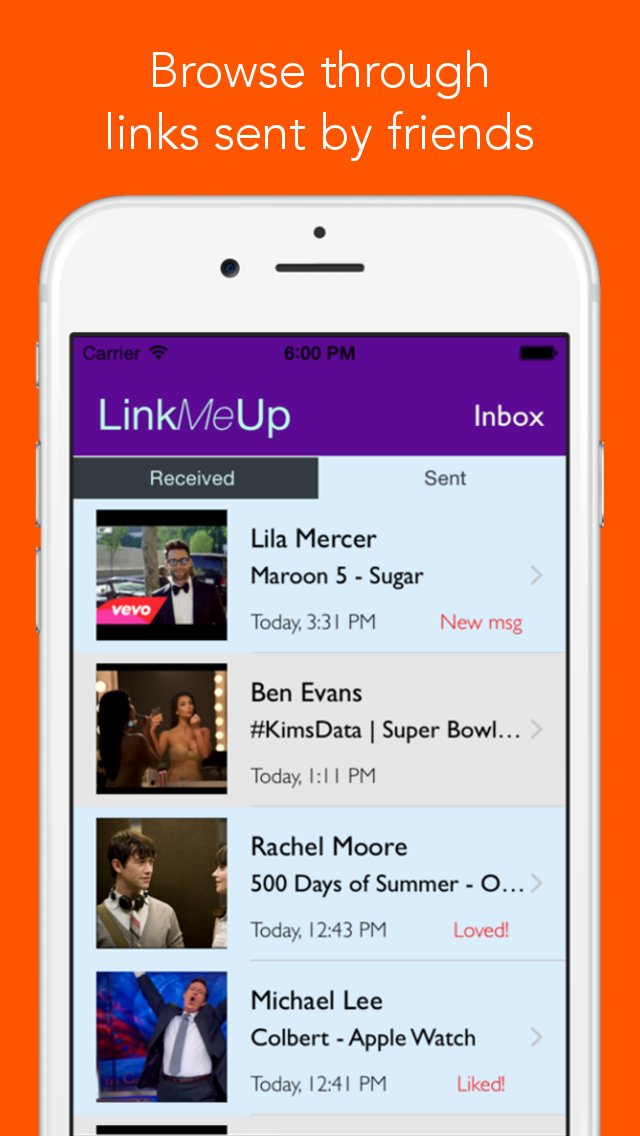 Browse through
links sent by friends
Carrier 6:00 PM
LinkMeUp Inbox
Received Sent
Lila Mercer
Maroon 5 - Sugar
Today, 3:31 PM New msg
vevo
Ben Evans
#KimsData | Super Bowl...
Today, 1:11 PM
Rachel Moore
500 Days of Summer - O...
Today, 12:43 PM Loved!
Michael Lee
Colbert - Apple Watch
Today, 12:41 PM Liked!